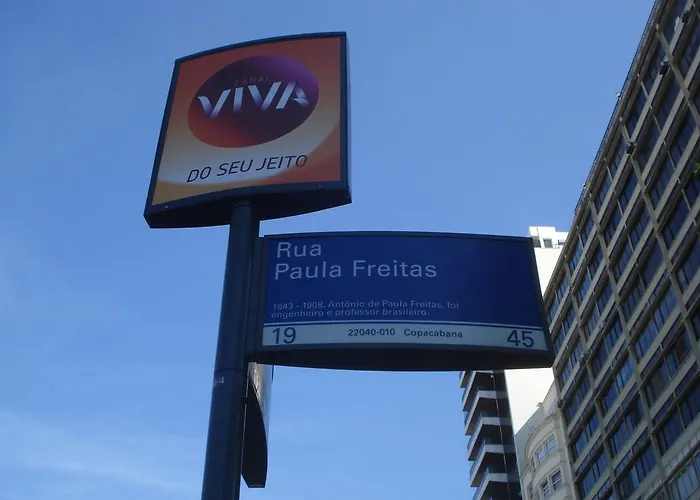 CANAL
VIVA
DO SEU JEITO
Rua
Paula Freitas
1843 - 1908, Antônio de Paula Freitas, foi
engenheiro e professor brasileiro.
19 22040-010 Copacabana 45